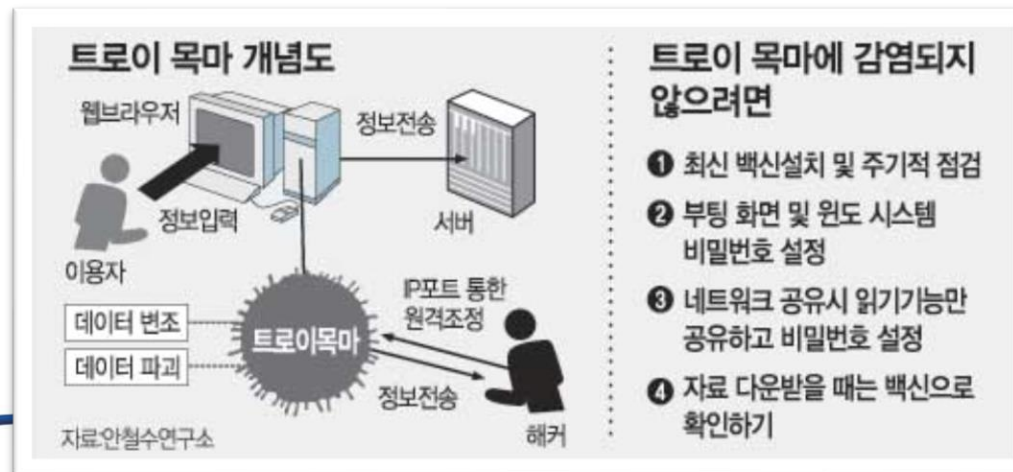 트로이 목마 개념도
웹브라우저
정보전송
정보입력
서버
이용자
IP포트 통한
원격조정
데이터 변조
트로이목마
데이터 파괴
정보전송
해커
자료:안철수연구소
트로이 목마에 감염되지
않으려면
❶ 최신 백신설치 및 주기적 점검
❷ 부팅 화면 및 윈도 시스템
비밀번호 설정
❸ 네트워크 공유시 읽기기능만
공유하고 비밀번호 설정
❹ 자료 다운받을 때는 백신으로
확인하기